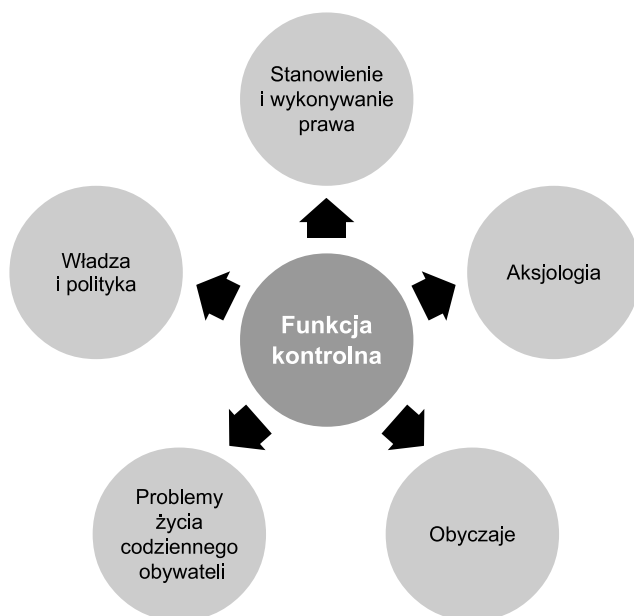 Stanowienie
i wykonywanie
prawa
Władza
i polityka
Aksjologia
Funkcja
kontrolna
Problemy
życia
codziennego
obywateli
Obyczaje